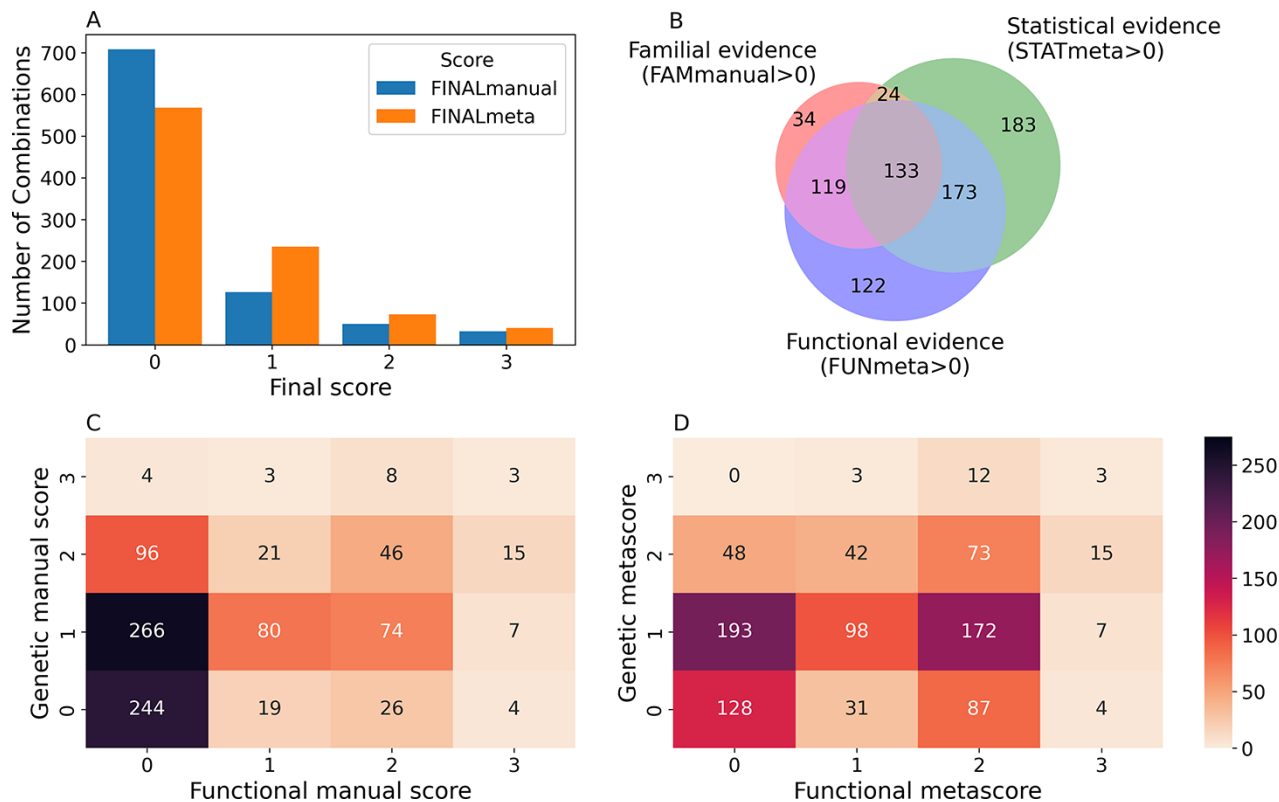 A
Number of Combinations
700
600
500
400
300
200
100
0
Score
FINALmanual
FINALmeta
0 1 2 3
Final score
B
Familial evidence
(FAMmanual>0)
Statistical evidence
(STATmeta>0)
34
24
183
119
133
173
122
Functional evidence
(FUNmeta>0)
C
Genetic manual score
3 4 3 8 3
2 96 21 46 15
1 266 80 74 7
0 244 19 26 4
0 1 2 3
Functional manual score
D
Genetic metascore
3 0 3 12 3
2 48 42 73 15
1 193 98 172 7
0 128 31 87 4
0 1 2 3
Functional metascore
250
200
150
100
50
0